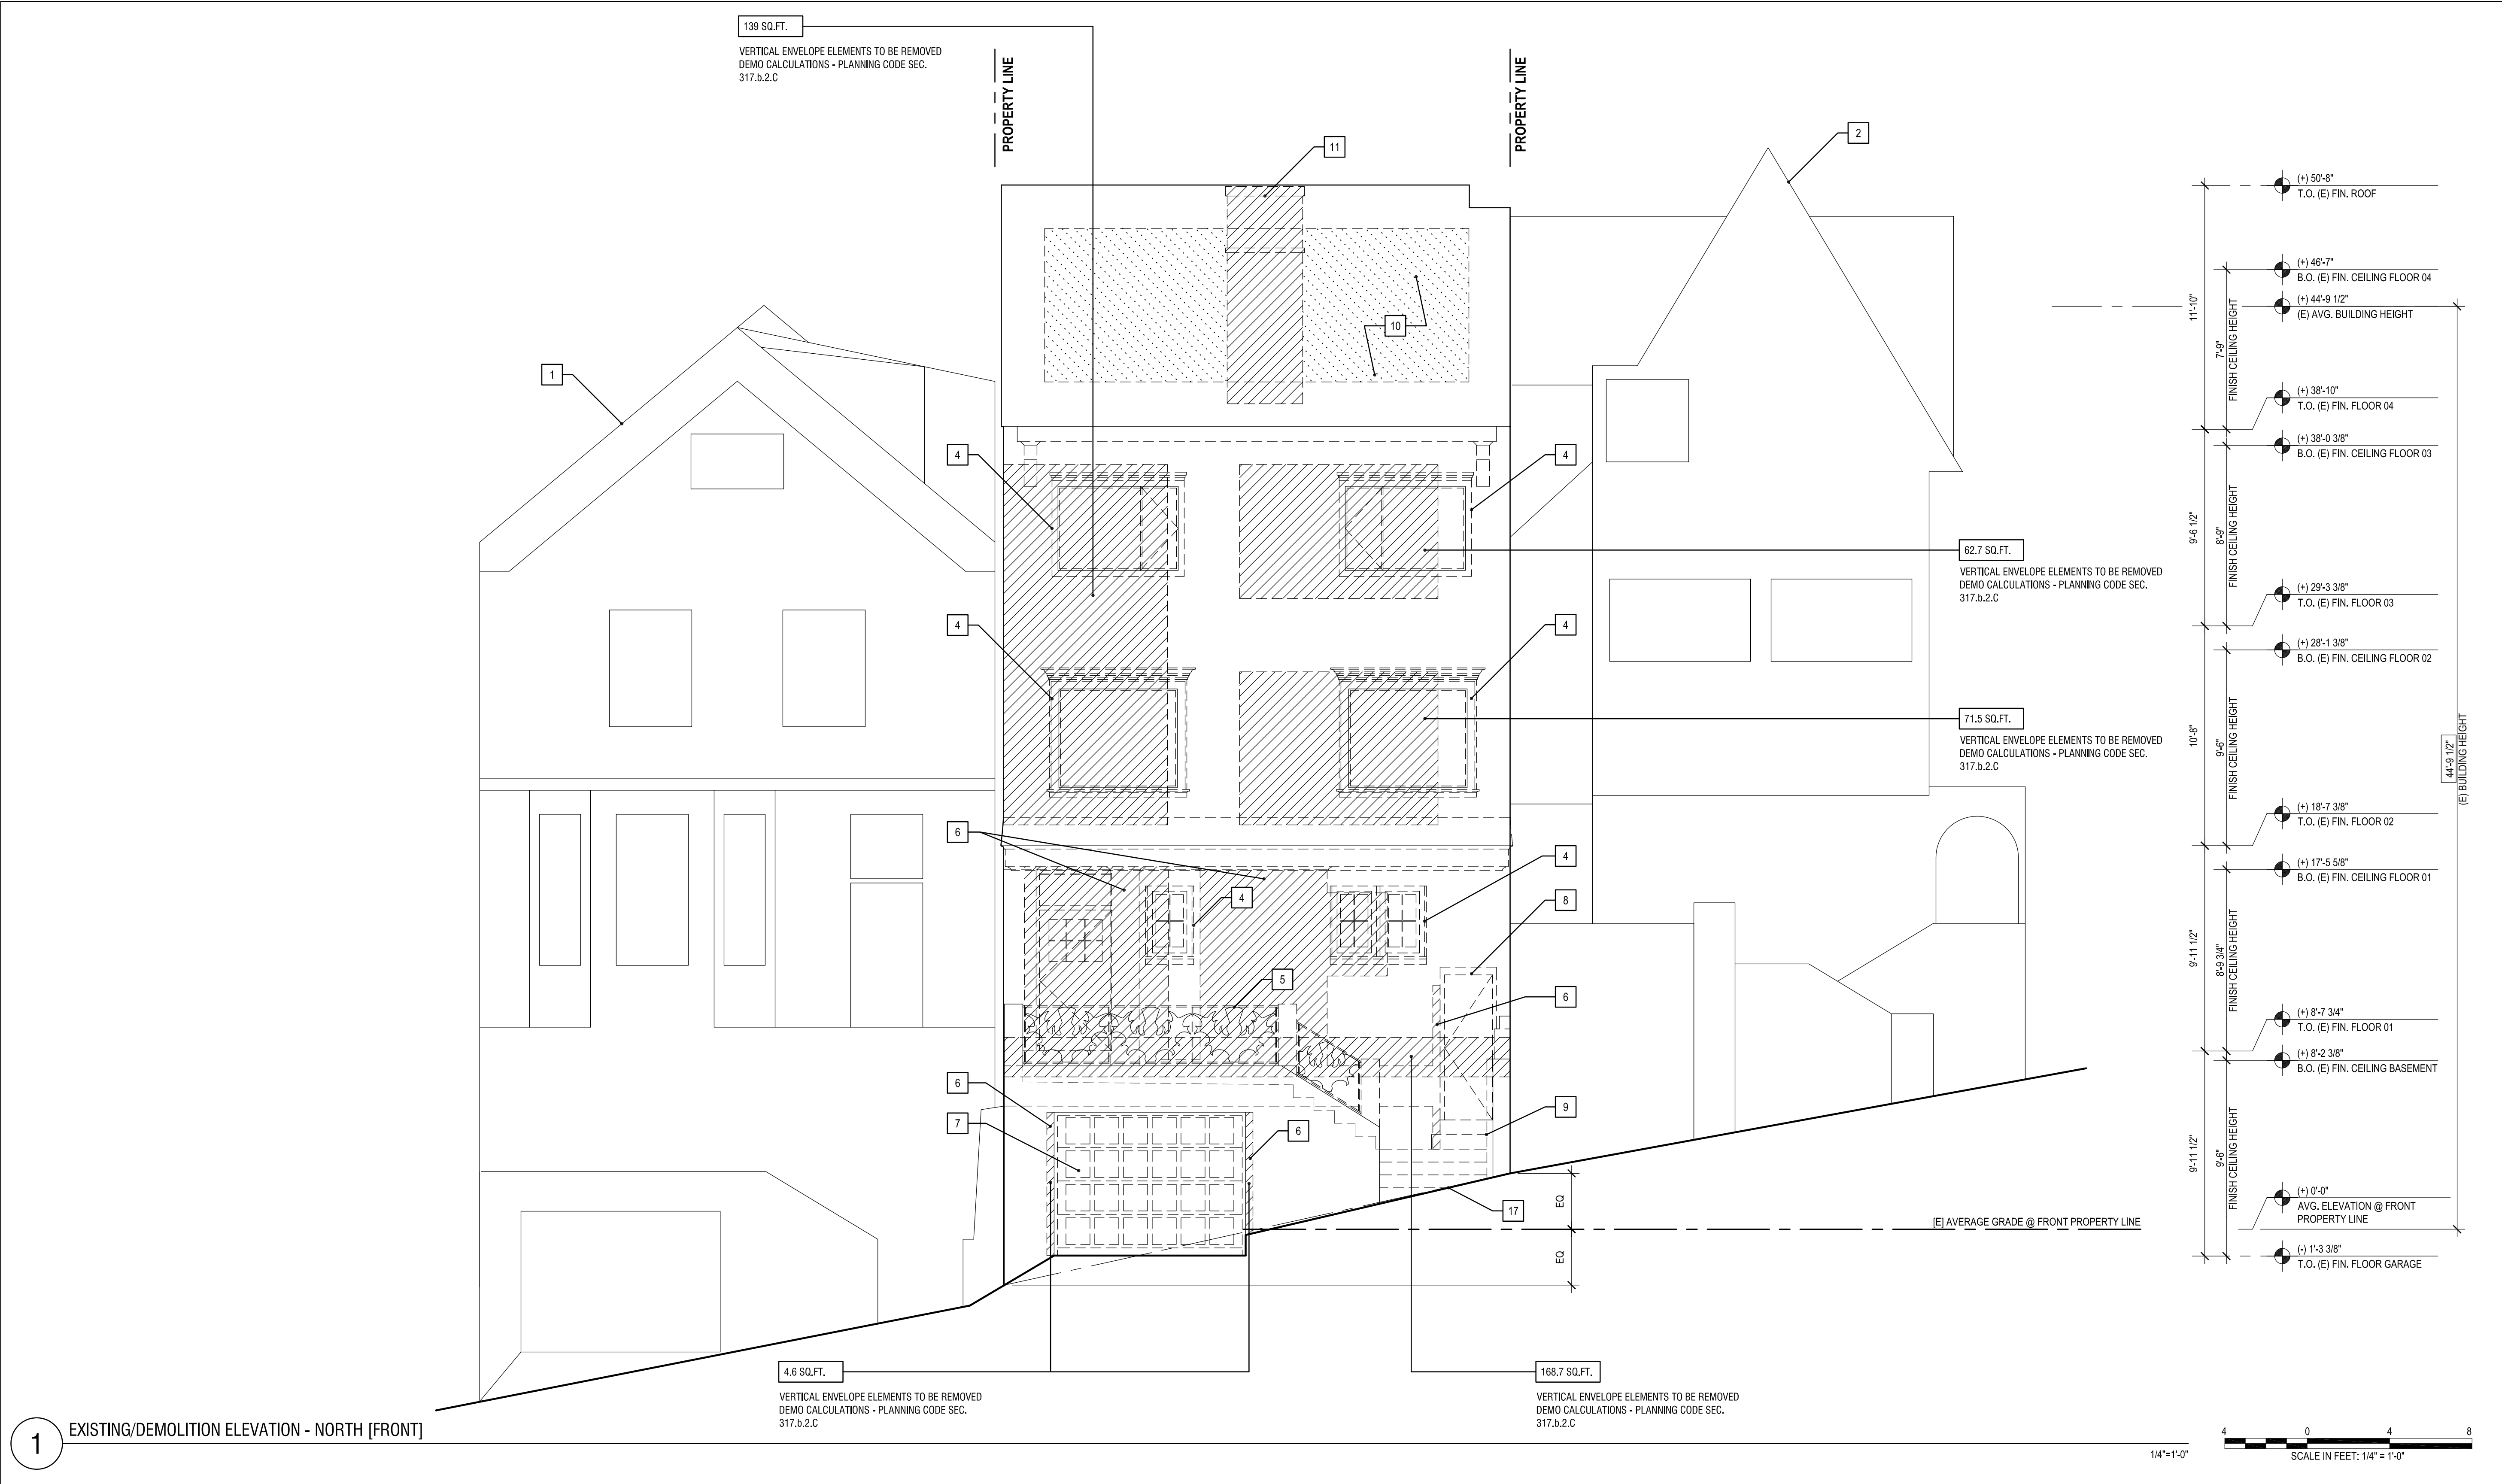 139 SQ.FT.
VERTICAL ENVELOPE ELEMENTS TO BE REMOVED
DEMO CALCULATIONS - PLANNING CODE SEC.
317.b.2.C
PROPERTY LINE
PROPERTY LINE
11
2
10
1
4
4
62.7 SQ.FT.
VERTICAL ENVELOPE ELEMENTS TO BE REMOVED
DEMO CALCULATIONS - PLANNING CODE SEC.
317.b.2.C
4
4
71.5 SQ.FT.
VERTICAL ENVELOPE ELEMENTS TO BE REMOVED
DEMO CALCULATIONS - PLANNING CODE SEC.
317.b.2.C
6
4
4
8
5
6
6
7
6
9
17
EQ
EQ
[E] AVERAGE GRADE @ FRONT PROPERTY LINE
4.6 SQ.FT.
VERTICAL ENVELOPE ELEMENTS TO BE REMOVED
DEMO CALCULATIONS - PLANNING CODE SEC.
317.b.2.C
168.7 SQ.FT.
VERTICAL ENVELOPE ELEMENTS TO BE REMOVED
DEMO CALCULATIONS - PLANNING CODE SEC.
317.b.2.C
11'-10"
9'-6 1/2"
10'-8"
9'-11 1/2"
9'-11 1/2"
7'-9"
FINISH CEILING HEIGHT
8'-9"
FINISH CEILING HEIGHT
9'-6"
FINISH CEILING HEIGHT
8'-9 3/4"
FINISH CEILING HEIGHT
9'-6"
FINISH CEILING HEIGHT
(+) 50'-8"
T.O. (E) FIN. ROOF
(+) 46'-7"
B.O. (E) FIN. CEILING FLOOR 04
(+) 44'-9 1/2"
(E) AVG. BUILDING HEIGHT
(+) 38'-10"
T.O. (E) FIN. FLOOR 04
(+) 38'-0 3/8"
B.O. (E) FIN. CEILING FLOOR 03
(+) 29'-3 3/8"
T.O. (E) FIN. FLOOR 03
(+) 28'-1 3/8"
B.O. (E) FIN. CEILING FLOOR 02
(+) 18'-7 3/8"
T.O. (E) FIN. FLOOR 02
(+) 17'-5 5/8"
B.O. (E) FIN. CEILING FLOOR 01
(+) 8'-7 3/4"
T.O. (E) FIN. FLOOR 01
(+) 8'-2 3/8"
B.O. (E) FIN. CEILING BASEMENT
(+) 0'-0"
AVG. ELEVATION @ FRONT
PROPERTY LINE
(-) 1'-3 3/8"
T.O. (E) FIN. FLOOR GARAGE
44'-9 1/2"
(E) BUILDING HEIGHT
1
EXISTING/DEMOLITION ELEVATION - NORTH [FRONT]
1/4"=1'-0"
4 0 4 8
SCALE IN FEET: 1/4" = 1'-0"